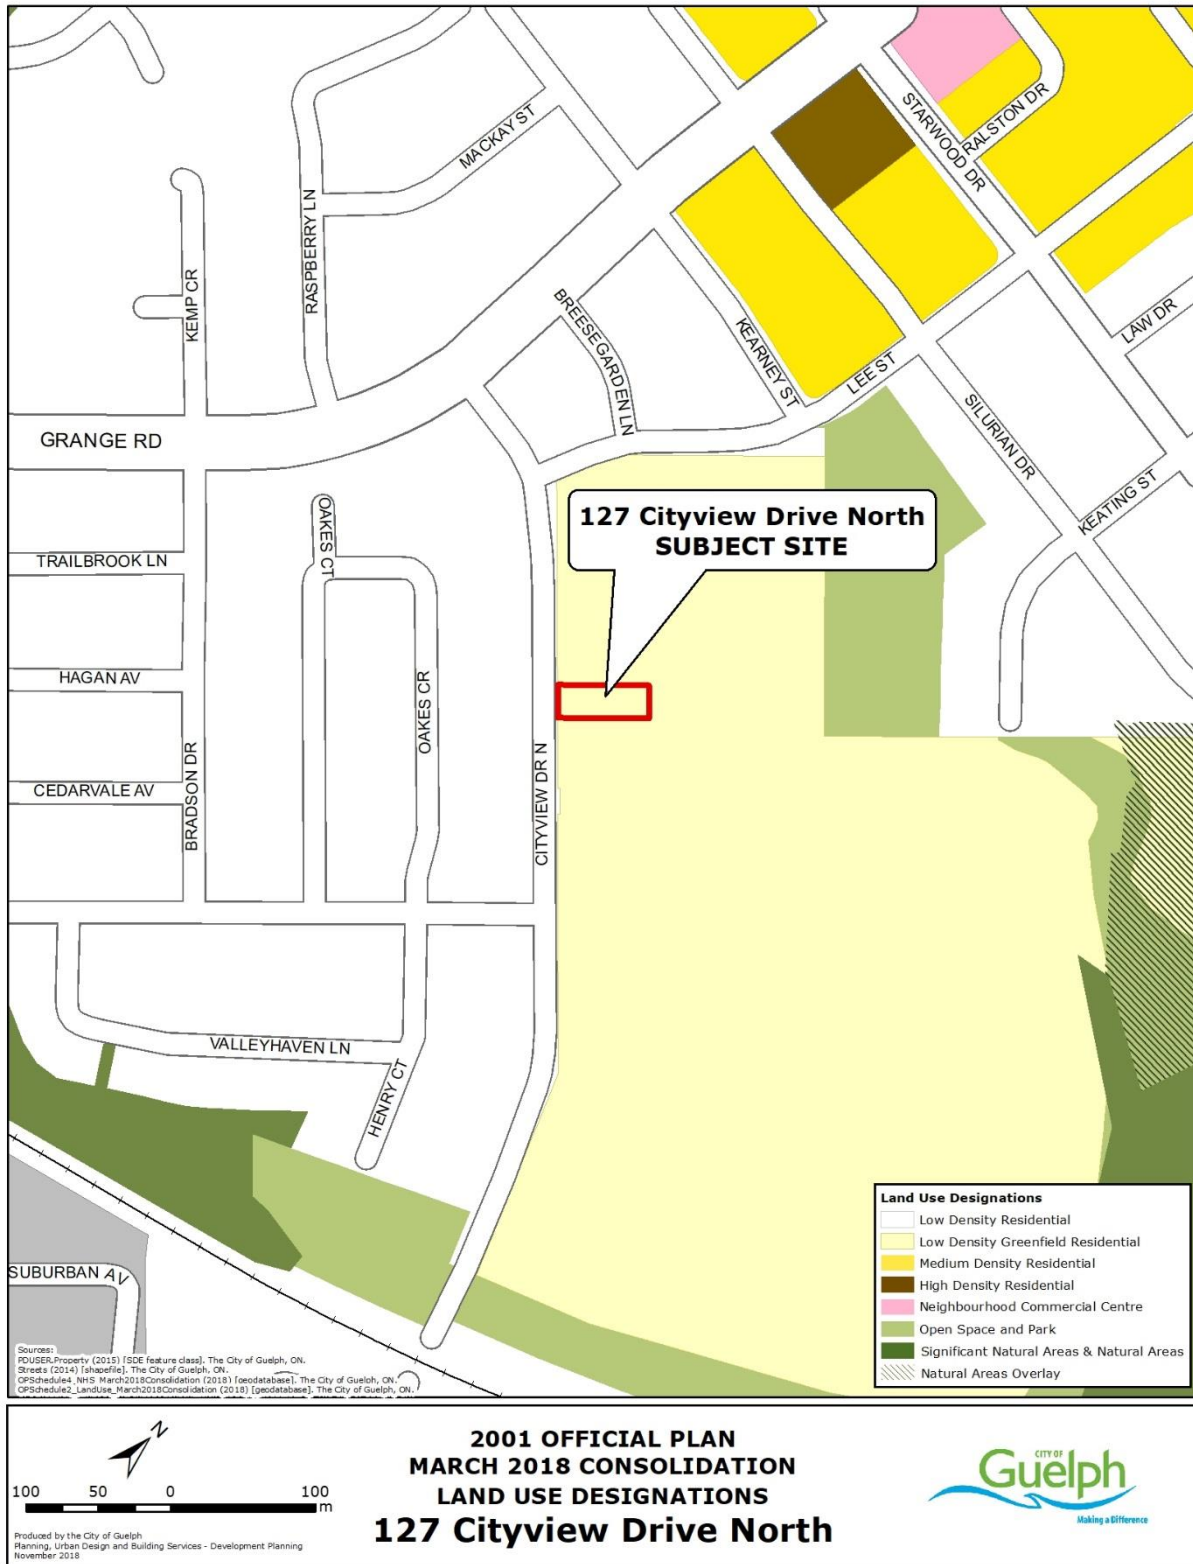 MACKAY ST
STARWOOD DR
RALSTON DR
RASPBERRY LN
KEMP CR
BREESEGARDEN LN
KEARNEY ST
LEE ST
LAW DR
SILURIAN DR
KEATING ST
GRANGE RD
OAKES CT
127 Cityview Drive North
SUBJECT SITE
TRAILBROOK LN
HAGAN AV
OAKES CR
CITYVIEW DR N
BRADSON DR
CEDARVALE AV
VALLEYHAVEN LN
HENRY CT
SUBURBAN AV
Land Use Designations
Low Density Residential
Low Density Greenfield Residential
Medium Density Residential
High Density Residential
Neighbourhood Commercial Centre
Open Space and Park
Significant Natural Areas & Natural Areas
Natural Areas Overlay
Sources:
PDUSER.Property (2015) [SDE feature class]. The City of Guelph, ON.
Streets (2014) [shapefile]. The City of Guelph, ON.
OPSchedule4_NHS_March2018Consolidation (2018) [geodatabase]. The City of Guelph, ON.
OPSchedule2_LandUse_March2018Consolidation (2018) [geodatabase]. The City of Guelph, ON.
N
100 50 0 100
m
Produced by the City of Guelph
Planning, Urban Design and Building Services - Development Planning
November 2018
2001 OFFICIAL PLAN
MARCH 2018 CONSOLIDATION
LAND USE DESIGNATIONS
127 Cityview Drive North
CITY OF
Guelph
Making a Difference